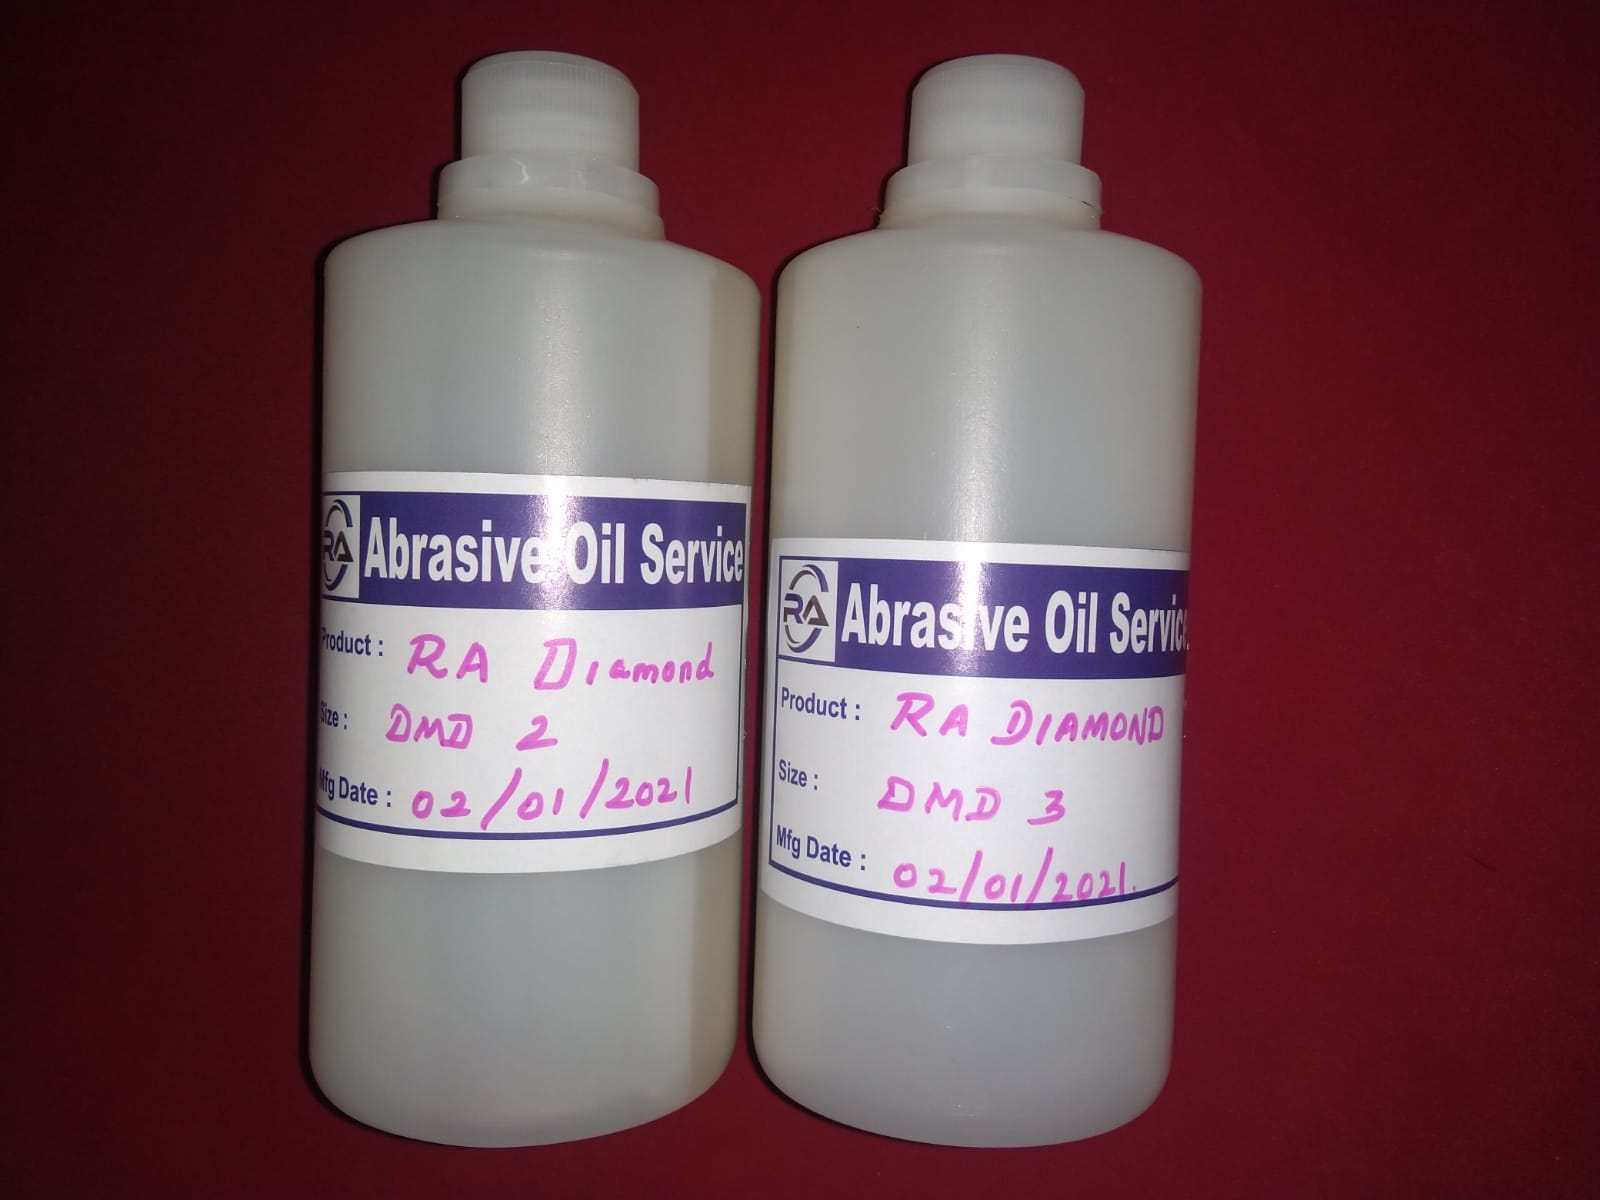 RA Abrasive Oil Service
Product : RA Diamond
Size : DMD 2
Mfg Date : 02/01/2021
RA Abrasive Oil Service
Product : RA DIAMOND
Size : DMD 3
Mfg Date : 02/01/2021.